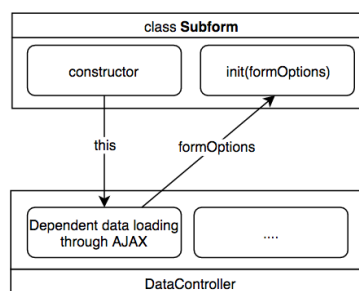 class Subform
constructor
init(formOptions)
this
formOptions
Dependent data loading
through AJAX
....
DataController